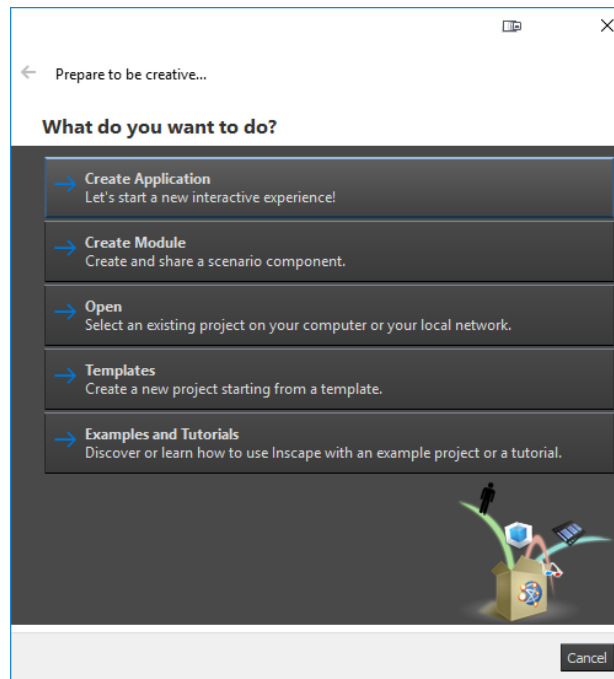 Prepare to be creative...
What do you want to do?
Create Application
Let's start a new interactive experience!
Create Module
Create and share a scenario component.
Open
Select an existing project on your computer or your local network.
Templates
Create a new project starting from a template.
Examples and Tutorials
Discover or learn how to use Inscape with an example project or a tutorial.
Cancel